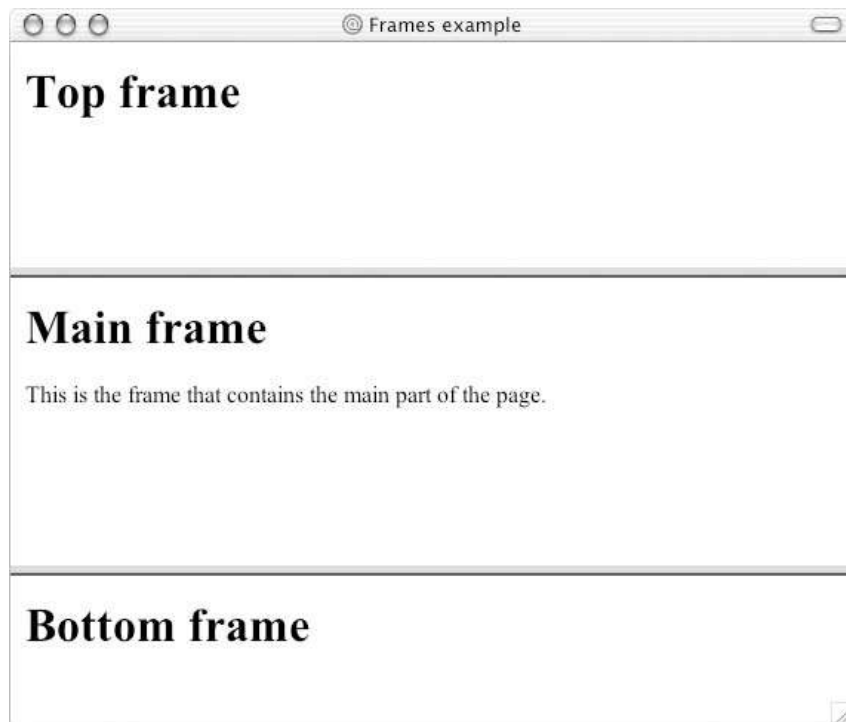 Frames example
Top frame
Main frame
This is the frame that contains the main part of the page.
Bottom frame